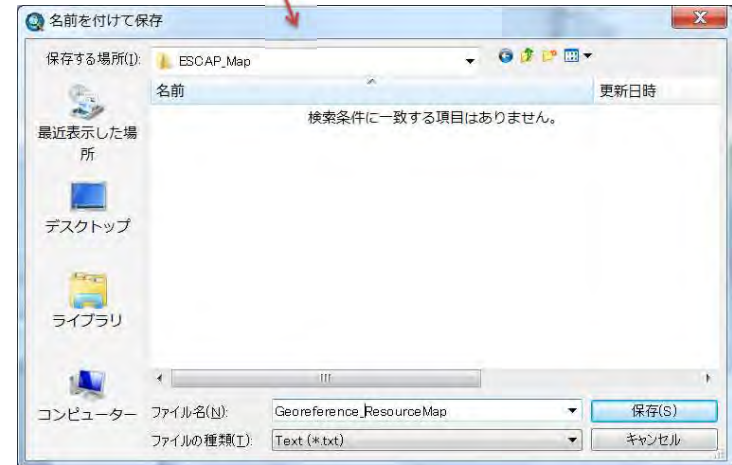 名前を付けて保存
保存する場所(I): ESCAP_Map
名前 更新日時
検索条件に一致する項目はありません。
最近表示した場
所
デスクトップ
ライブラリ
コンピューター
ファイル名(N): Georeference_ResourceMap 保存(S)
ファイルの種類(T): Text (*.txt) キャンセル